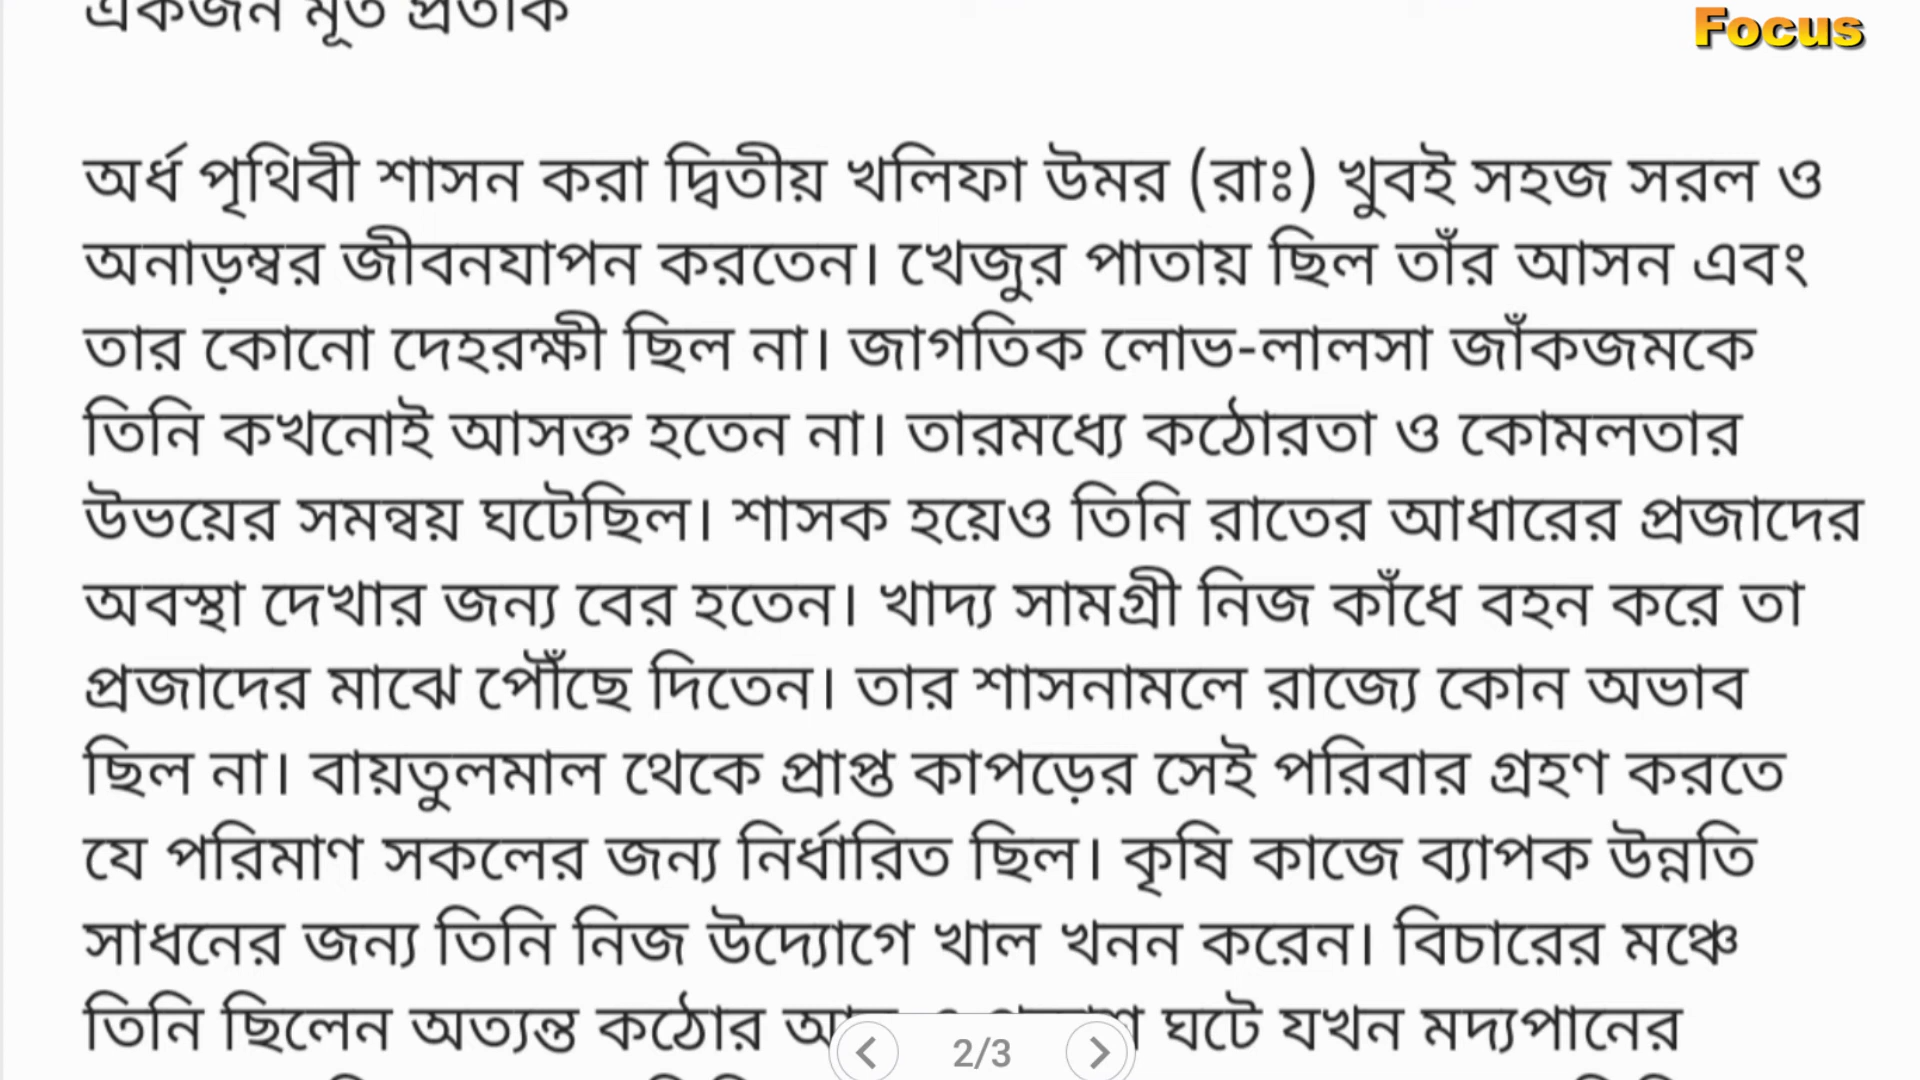 একজন মূর্ত প্রতীক
Focus
অর্ধ পৃথিবী শাসন করা দ্বিতীয় খলিফা উমর (রাঃ) খুবই সহজ সরল ও
অনাড়ম্বর জীবনযাপন করতেন। খেজুর পাতায় ছিল তাঁর আসন এবং
তার কোনো দেহরক্ষী ছিল না। জাগতিক লোভ-লালসা জাঁকজমকে
তিনি কখনোই আসক্ত হতেন না। তারমধ্যে কঠোরতা ও কোমলতার
উভয়ের সমন্বয় ঘটেছিল। শাসক হয়েও তিনি রাতের আধারের প্রজাদের
অবস্থা দেখার জন্য বের হতেন। খাদ্য সামগ্রী নিজ কাঁধে বহন করে তা
প্রজাদের মাঝে পৌঁছে দিতেন। তার শাসনামলে রাজ্যে কোন অভাব
ছিল না। বায়তুলমাল থেকে প্রাপ্ত কাপড়ের সেই পরিবার গ্রহণ করতে
যে পরিমাণ সকলের জন্য নির্ধারিত ছিল। কৃষি কাজে ব্যাপক উন্নতি
সাধনের জন্য তিনি নিজ উদ্যোগে খাল খনন করেন। বিচারের মঞ্চে
তিনি ছিলেন অত্যন্ত কঠোর ঘটে যখন মদ্যপানের
2/3